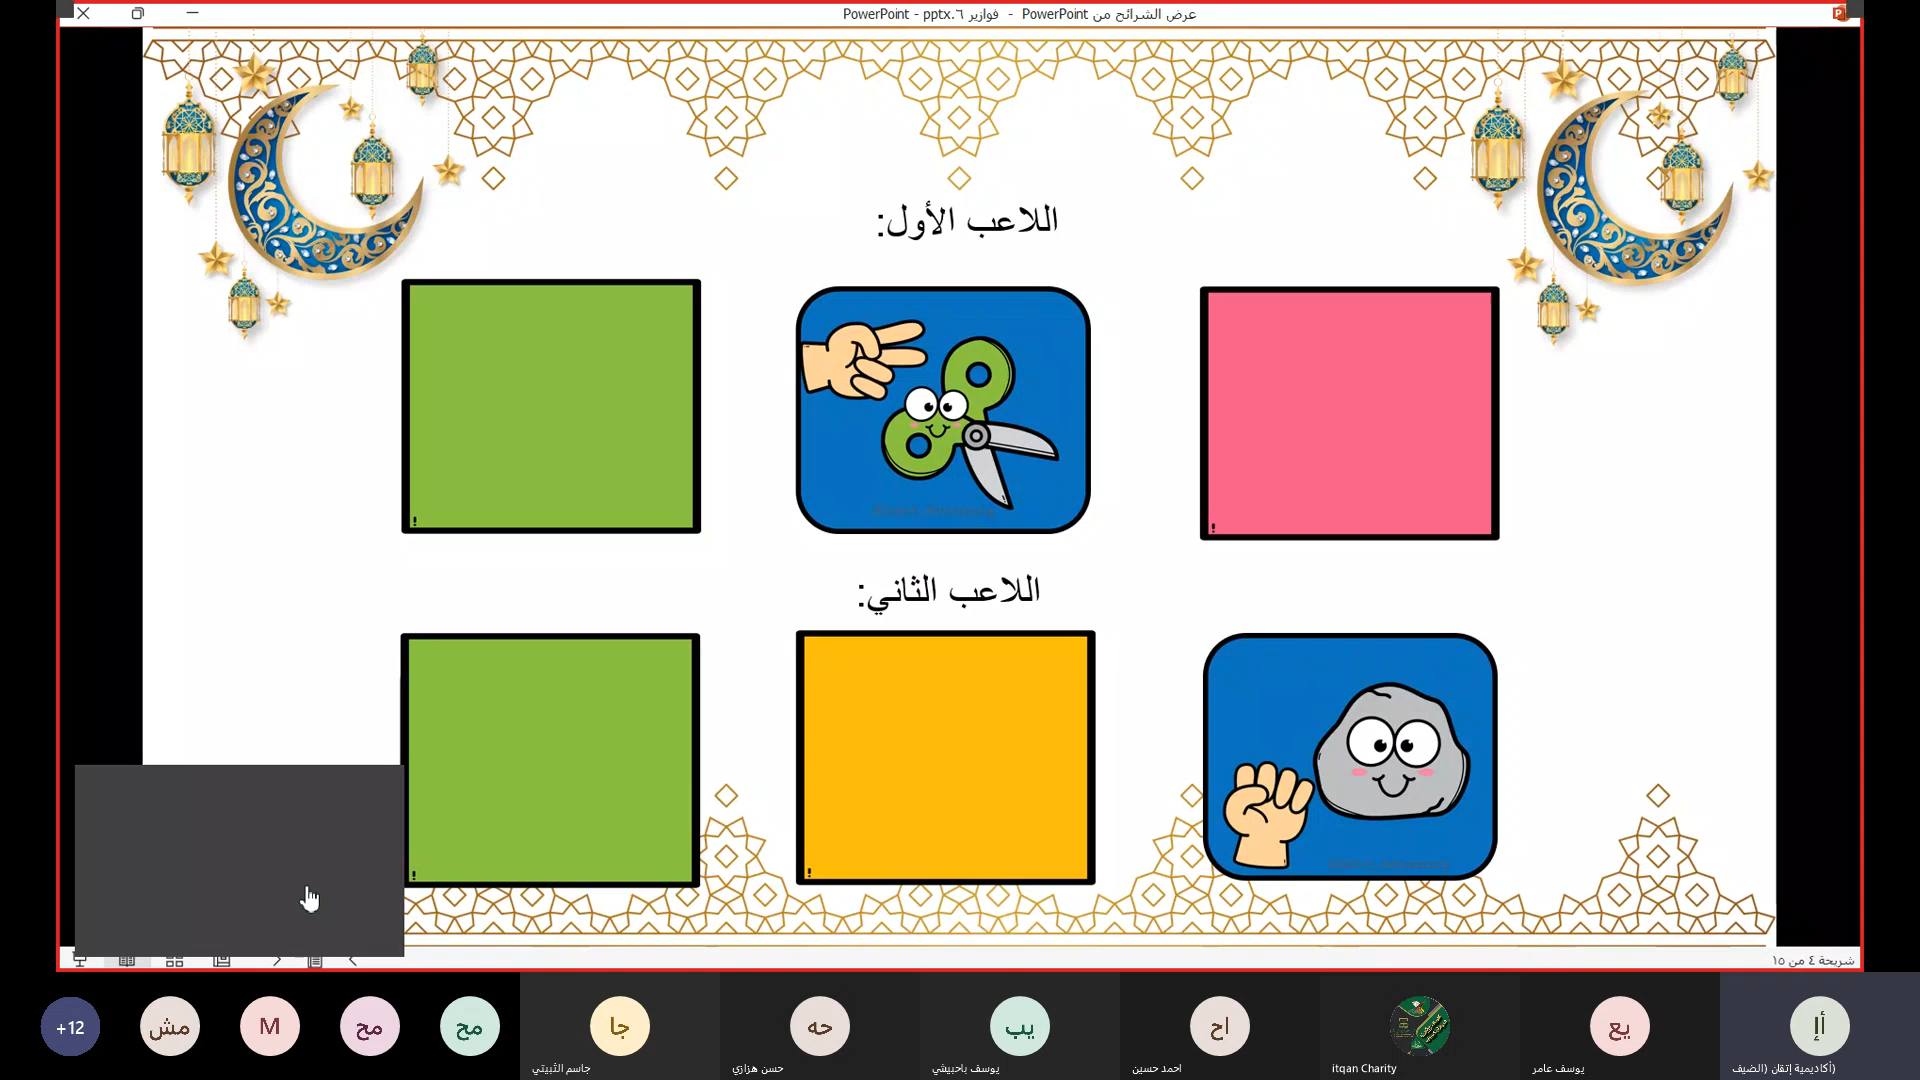 عرض الشرائح من PowerPoint - فوازير ٦.pptx - PowerPoint
اللاعب الأول:
!
!
اللاعب الثاني:
!
!
شريحة ٤ من ١٥
+12
مش
M
مح
مح
جا
جاسم الثبيتي
حه
حسن هزازي
يب
يوسف باحبيشي
اح
احمد حسين
itqan Charity
يع
يوسف عامر
أإ
(أكاديمية إتقان (الضيف